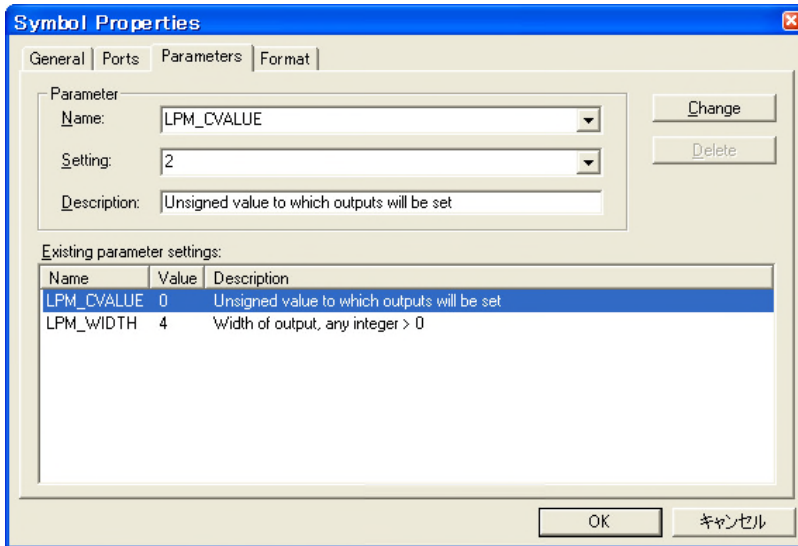 Symbol Properties
General Ports Parameters Format
Parameter
Name: LPM_CVALUE
Change
Setting: 2
Delete
Description: Unsigned value to which outputs will be set
Existing parameter settings:
Name Value Description
LPM_CVALUE 0 Unsigned value to which outputs will be set
LPM_WIDTH 4 Width of output, any integer > 0
OK キャンセル